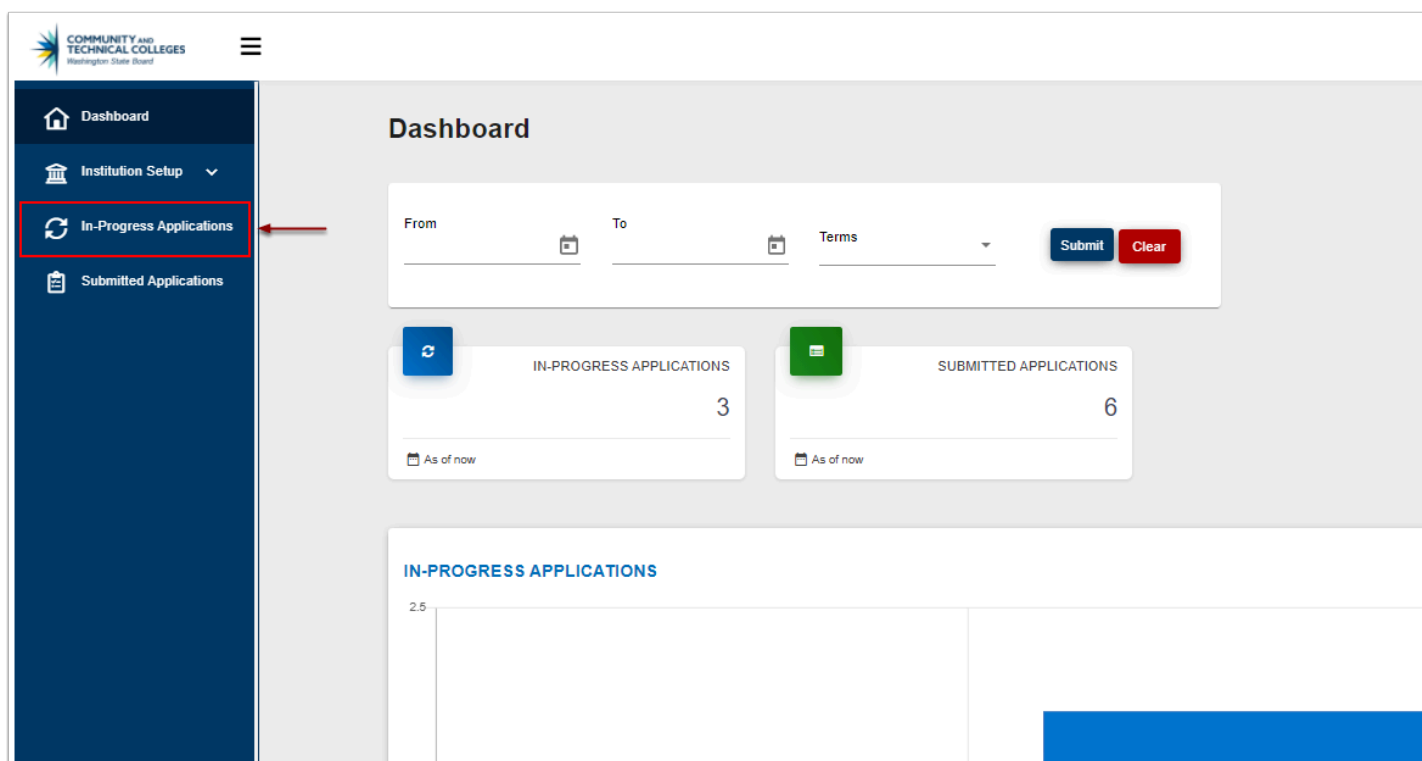 COMMUNITY AND
TECHNICAL COLLEGES
Washington State Board
Dashboard
Institution Setup
In-Progress Applications
Submitted Applications
Dashboard
From
To
Terms
Submit
Clear
IN-PROGRESS APPLICATIONS
3
As of now
SUBMITTED APPLICATIONS
6
As of now
IN-PROGRESS APPLICATIONS
2.5